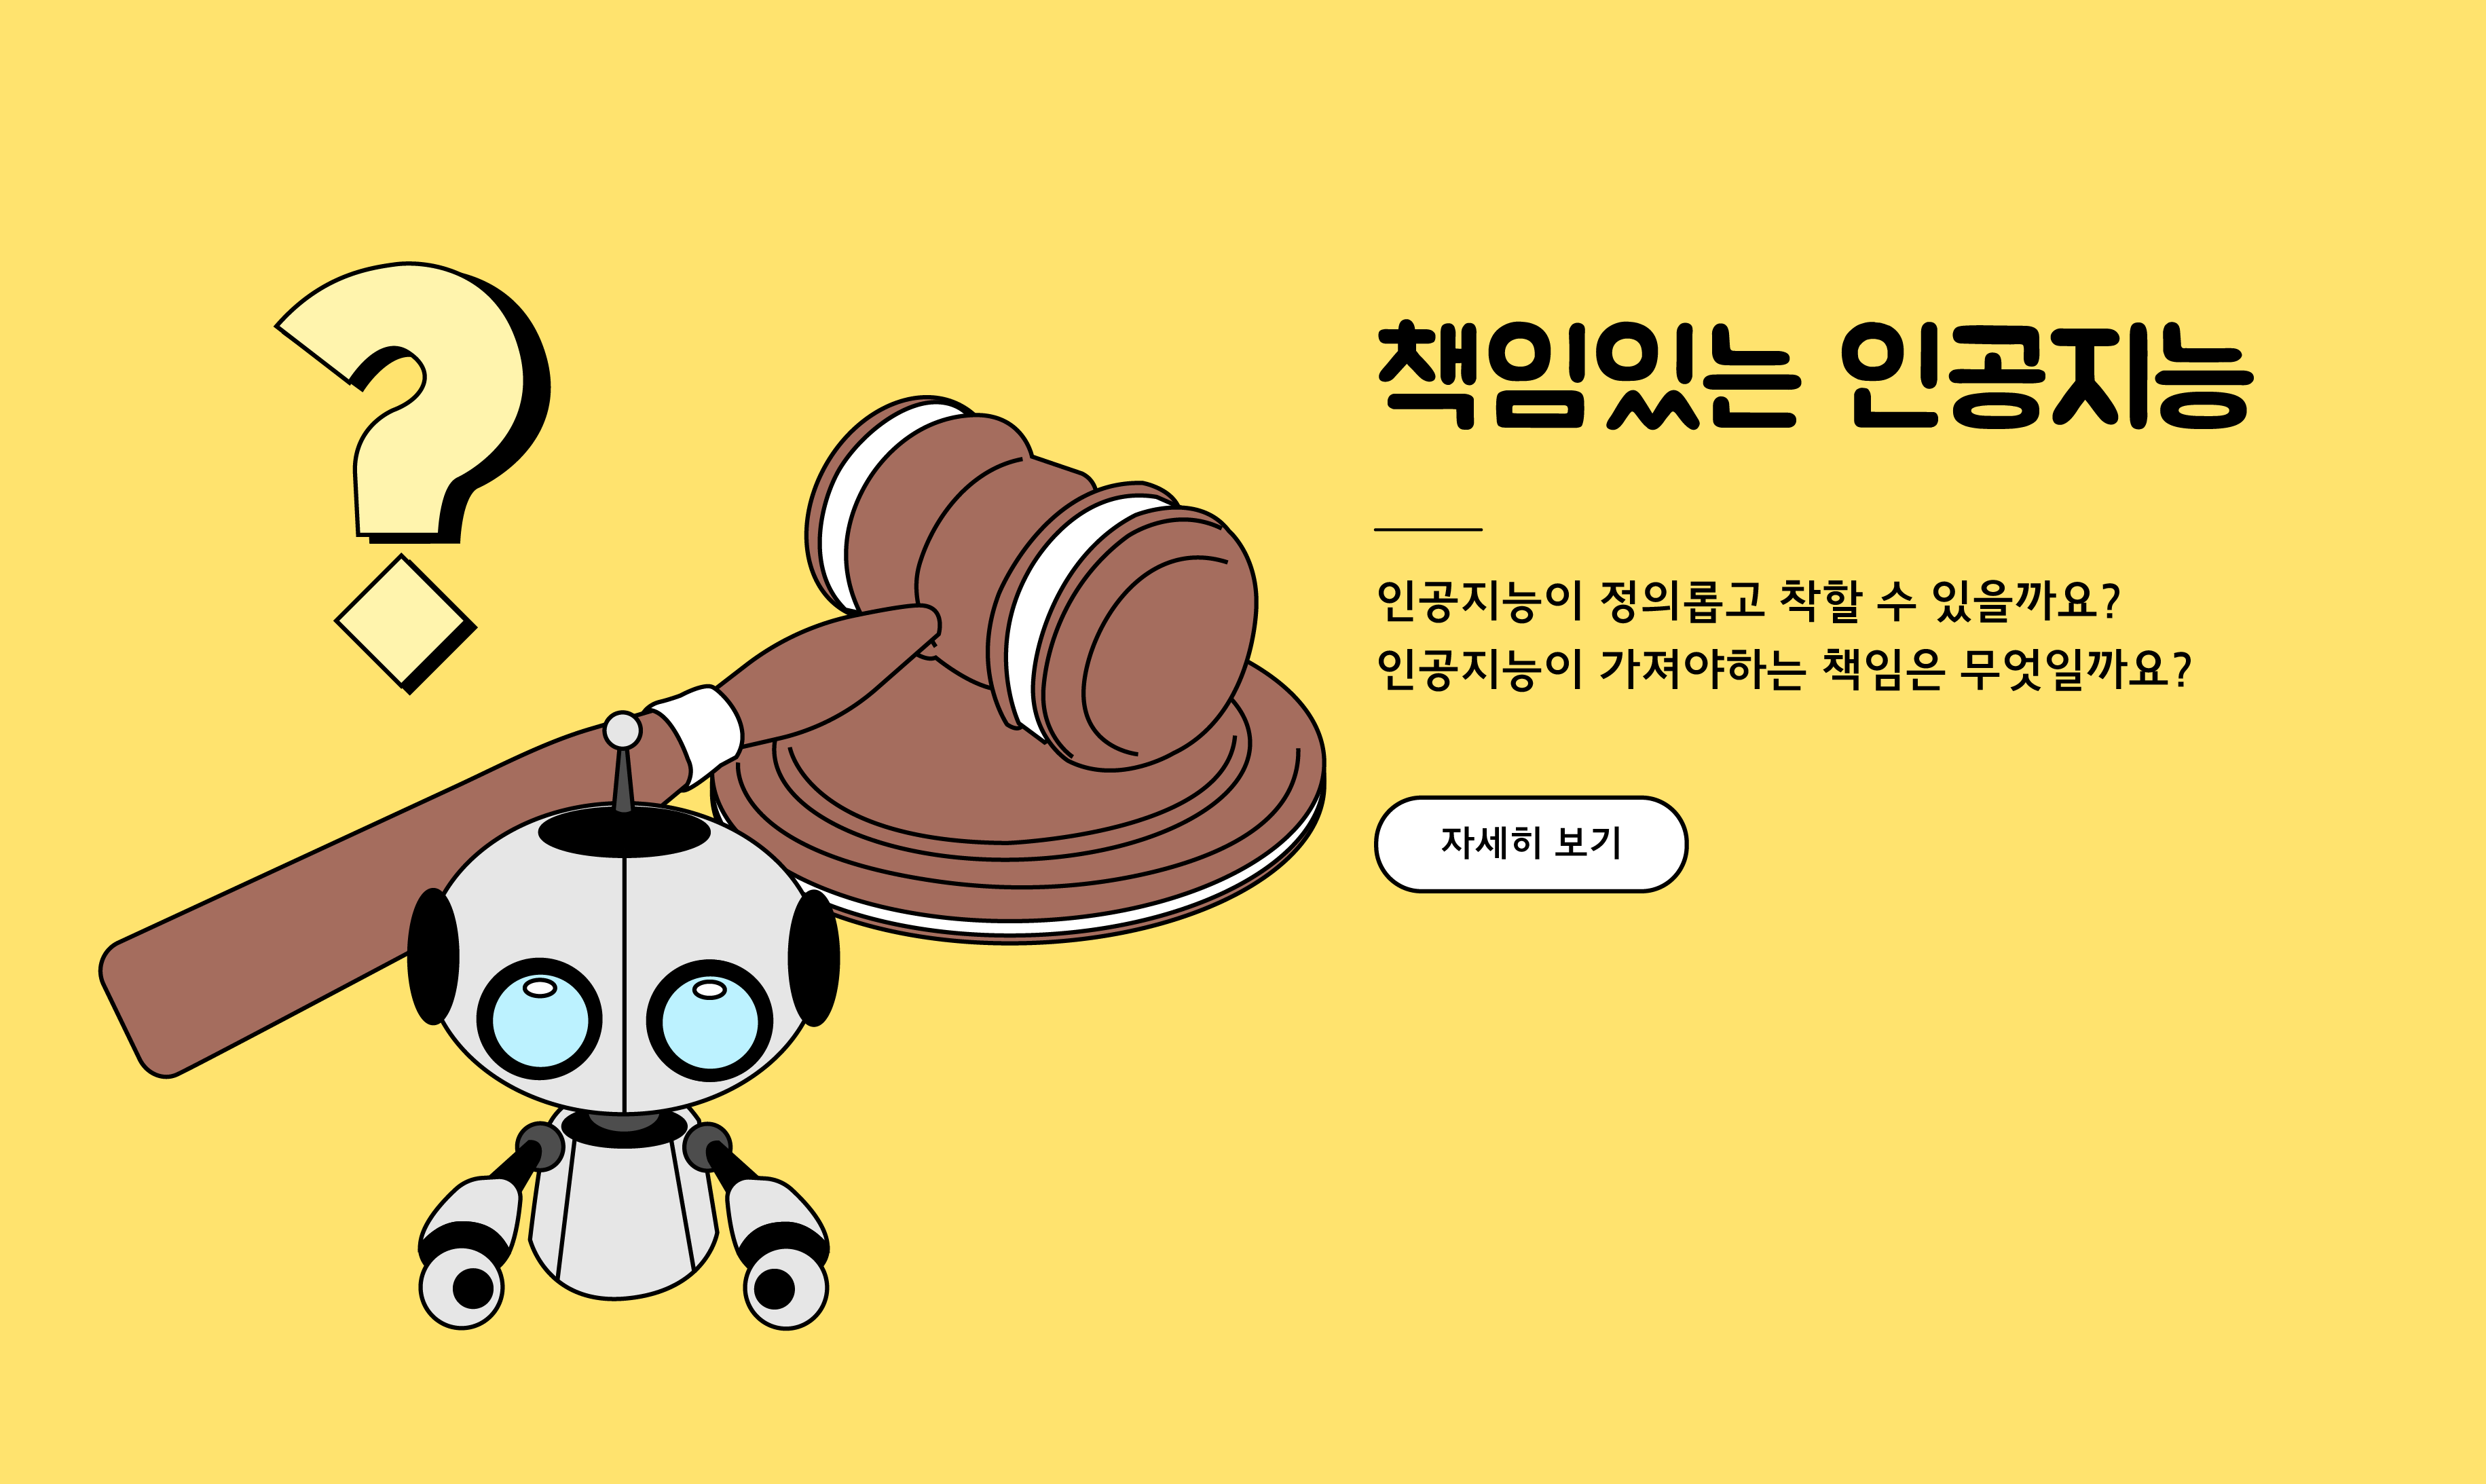 책임있는 인공지능
인공지능이 정의롭고 착할 수 있을까요?
인공지능이 가져야하는 책임은 무엇일까요?
자세히 보기
?